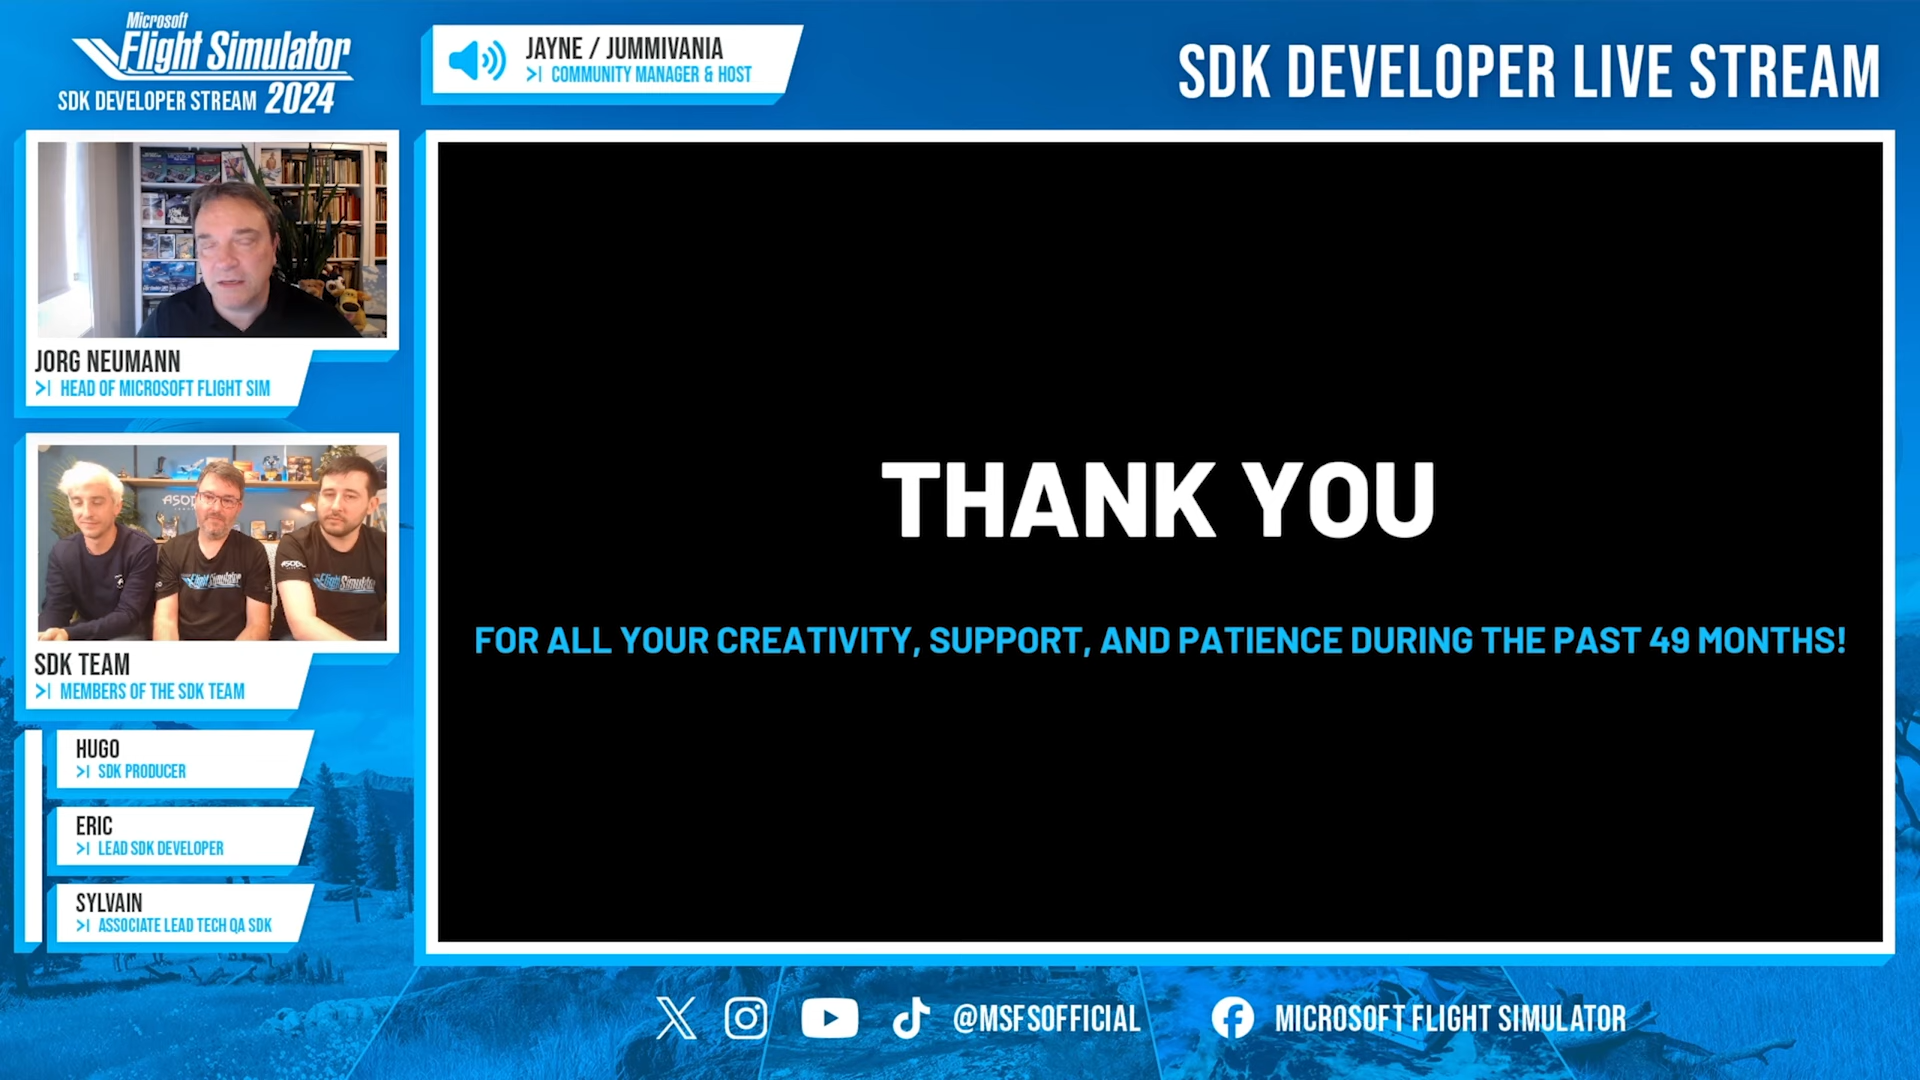 Microsoft
Flight Simulator
SDK DEVELOPER STREAM 2024
JAYNE / JUMMIVANIA
>| COMMUNITY MANAGER & HOST
SDK DEVELOPER LIVE STREAM
JORG NEUMANN
>| HEAD OF MICROSOFT FLIGHT SIM
SDK TEAM
>| MEMBERS OF THE SDK TEAM
HUGO
>| SDK PRODUCER
ERIC
>| LEAD SDK DEVELOPER
SYLVAIN
>| ASSOCIATE LEAD TECH QA SDK
THANK YOU
FOR ALL YOUR CREATIVITY, SUPPORT, AND PATIENCE DURING THE PAST 49 MONTHS!
@MSFSOFFICIAL
MICROSOFT FLIGHT SIMULATOR
Flight Simulator